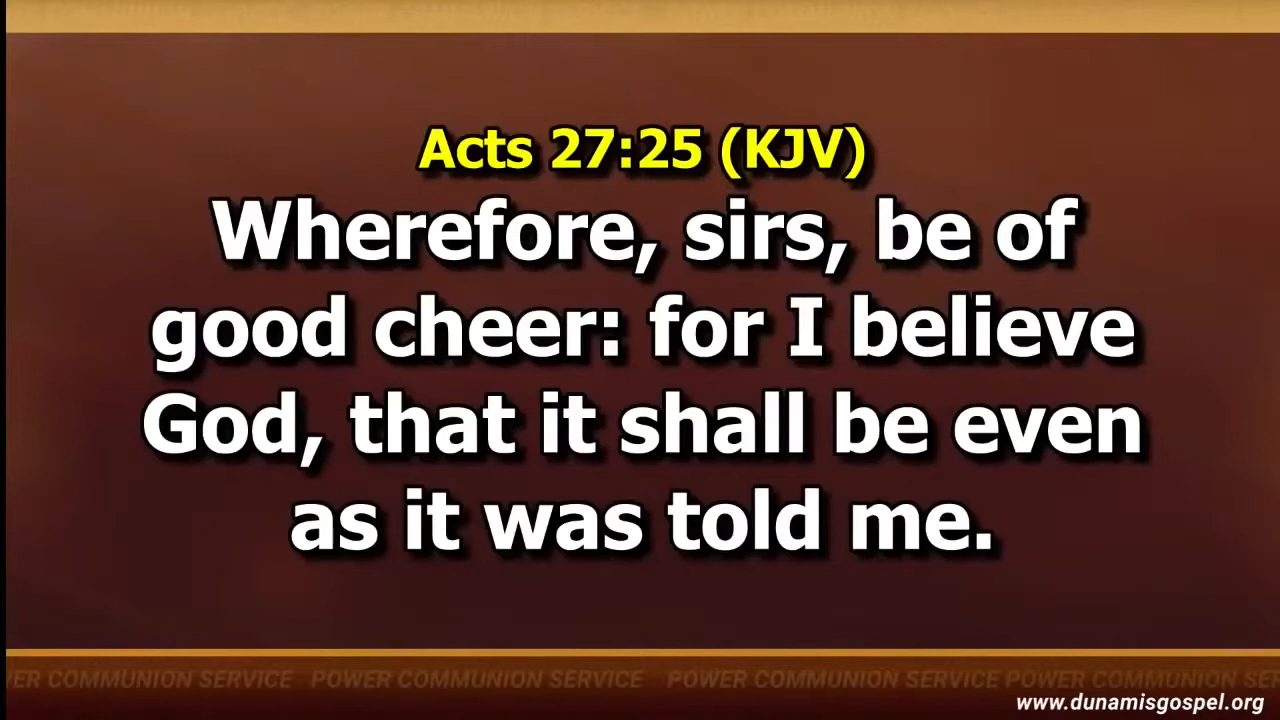 Acts 27:25 (KJV)
Wherefore, sirs, be of
good cheer: for I believe
God, that it shall be even
as it was told me.
ER COMMUNION SERVICE POWER COMMUNION SERVICE POWER COMMUNION SERVICE POWER COMMUNION SER
www.dunamisgospel.org